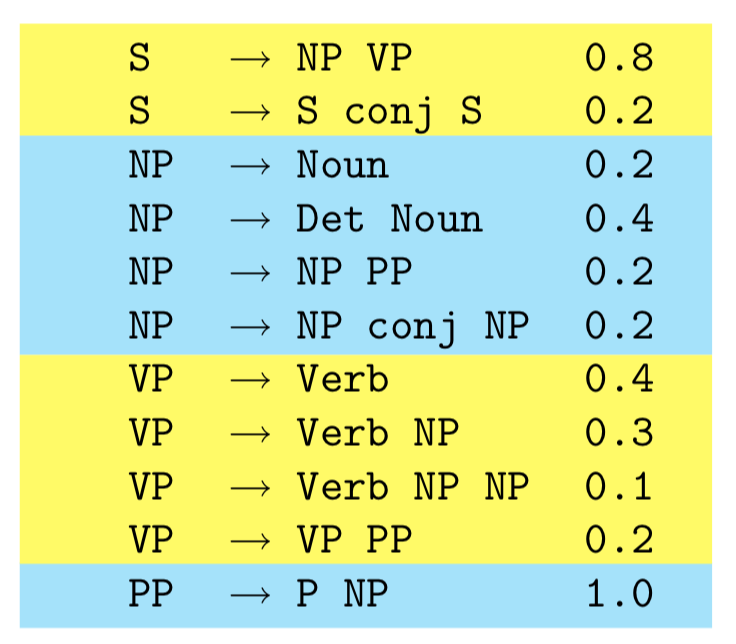 S → NP VP 0.8
S → S conj S 0.2
NP → Noun 0.2
NP → Det Noun 0.4
NP → NP PP 0.2
NP → NP conj NP 0.2
VP → Verb 0.4
VP → Verb NP 0.3
VP → Verb NP NP 0.1
VP → VP PP 0.2
PP → P NP 1.0